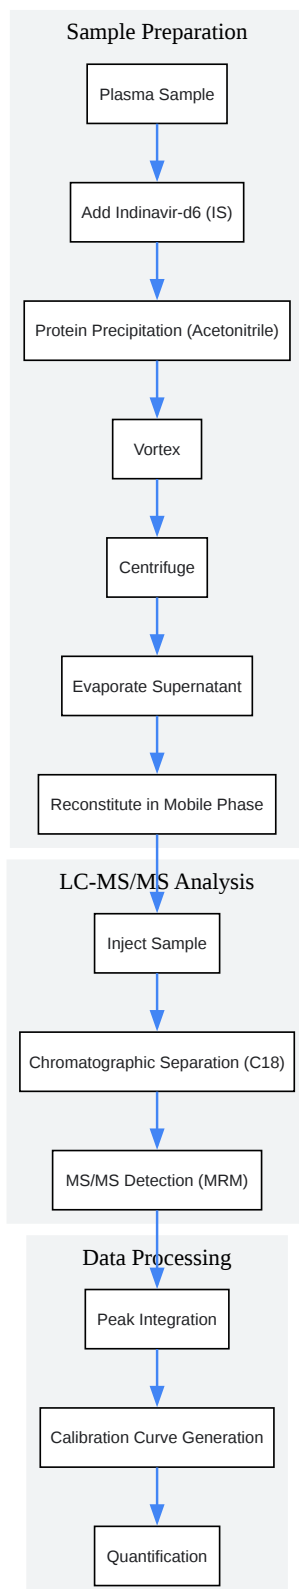 Sample Preparation
Plasma Sample
Add Indinavir-d6 (IS)
Protein Precipitation (Acetonitrile)
Vortex
Centrifuge
Evaporate Supernatant
Reconstitute in Mobile Phase
LC-MS/MS Analysis
Inject Sample
Chromatographic Separation (C18)
MS/MS Detection (MRM)
Data Processing
Peak Integration
Calibration Curve Generation
Quantification